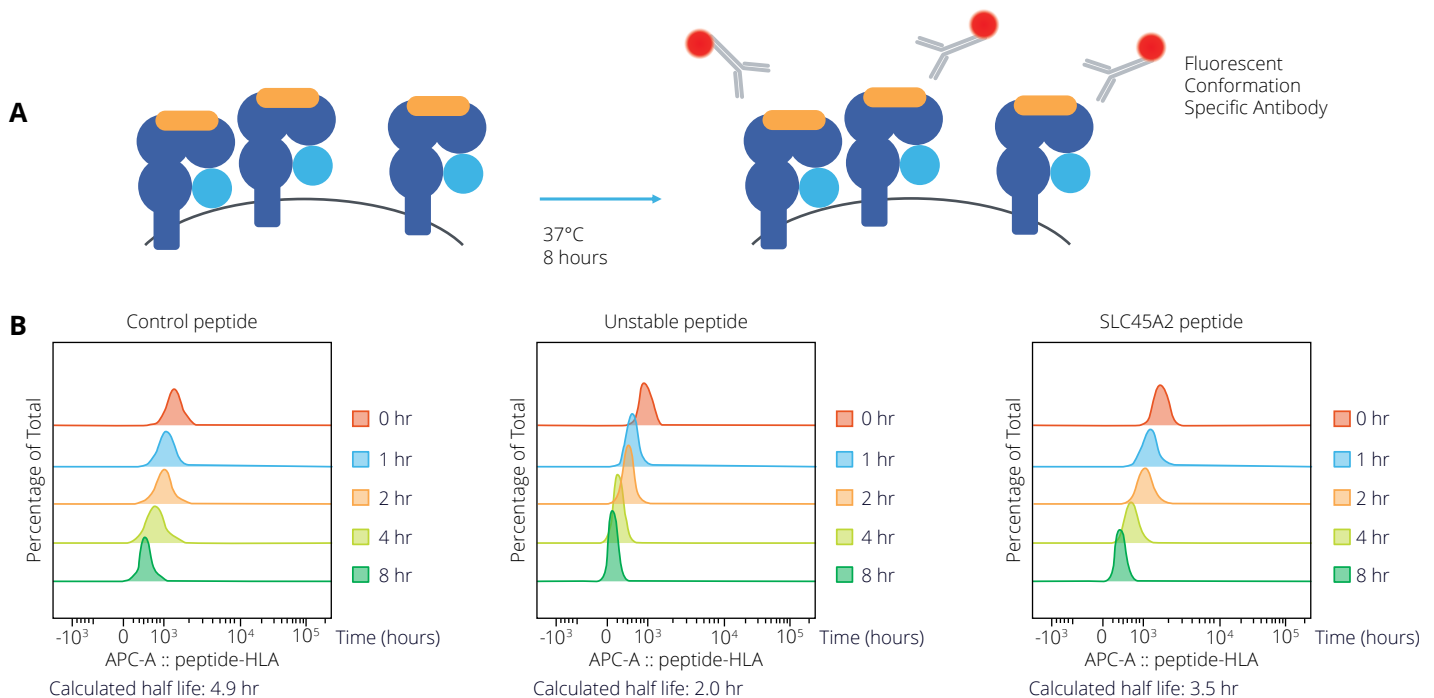 A
37°C
8 hours
Fluorescent
Conformation
Specific Antibody
B
Control peptide
Percentage of Total
0 hr
1 hr
2 hr
4 hr
8 hr
-10³ 0 10³ 10⁴ 10⁵ Time (hours)
APC-A :: peptide-HLA
Calculated half life: 4.9 hr
Unstable peptide
Percentage of Total
0 hr
1 hr
2 hr
4 hr
8 hr
-10³ 0 10³ 10⁴ 10⁵ Time (hours)
APC-A :: peptide-HLA
Calculated half life: 2.0 hr
SLC45A2 peptide
Percentage of Total
0 hr
1 hr
2 hr
4 hr
8 hr
-10³ 0 10³ 10⁴ 10⁵ Time (hours)
APC-A :: peptide-HLA
Calculated half life: 3.5 hr